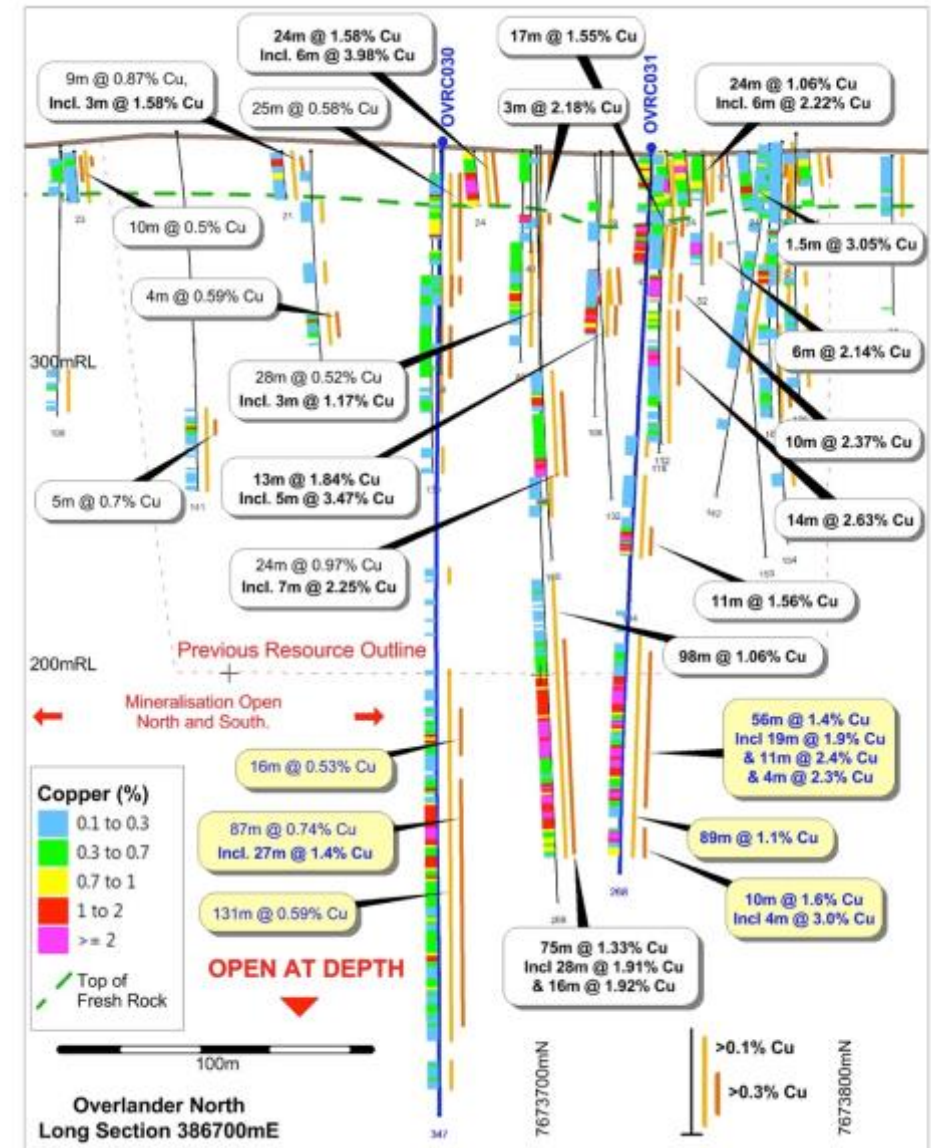 24m @ 1.58% Cu
Incl. 6m @ 3.98% Cu
17m @ 1.55% Cu
9m @ 0.87% Cu,
Incl. 3m @ 1.58% Cu
25m @ 0.58% Cu
OVRC030
3m @ 2.18% Cu
OVRC031
24m @ 1.06% Cu
Incl. 6m @ 2.22% Cu
23
21
24
10m @ 0.5% Cu
1.5m @ 3.05% Cu
4m @ 0.59% Cu
52
6m @ 2.14% Cu
300mRL
28m @ 0.52% Cu
Incl. 3m @ 1.17% Cu
108
106
10m @ 2.37% Cu
13m @ 1.84% Cu
Incl. 5m @ 3.47% Cu
5m @ 0.7% Cu
141
132
14m @ 2.63% Cu
24m @ 0.97% Cu
Incl. 7m @ 2.25% Cu
11m @ 1.56% Cu
Previous Resource Outline
200mRL
98m @ 1.06% Cu
Mineralisation Open
North and South.
16m @ 0.53% Cu
56m @ 1.4% Cu
Incl 19m @ 1.9% Cu
& 11m @ 2.4% Cu
& 4m @ 2.3% Cu
Copper (%)
0.1 to 0.3
0.3 to 0.7
0.7 to 1
1 to 2
>= 2
Top of
Fresh Rock
87m @ 0.74% Cu
Incl. 27m @ 1.4% Cu
89m @ 1.1% Cu
131m @ 0.59% Cu
268
10m @ 1.6% Cu
Incl 4m @ 3.0% Cu
OPEN AT DEPTH
75m @ 1.33% Cu
Incl 28m @ 1.91% Cu
& 16m @ 1.92% Cu
100m
7673700mN
>0.1% Cu
>0.3% Cu
7673800mN
Overlander North
Long Section 386700mE
347